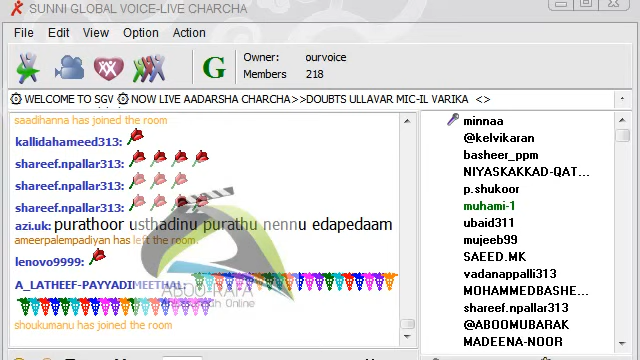 SUNNI GLOBAL VOICE-LIVE CHARCHA
File Edit View Option Action
G
Owner: ourvoice
Members 218
WELCOME TO SGV NOW LIVE AADARSHA CHARCHA>>DOUBTS ULLAVAR MIC-IL VARIKA <>
saadihanna has joined the room
kallidahameed313:
shareef.npallar313:
shareef.npallar313:
shareef.npallar313:
azi.uk: purathoor usthadinu purathu nennu edapedaam
ameerpalempadiyan has left the room.
lenovo9999:
A_LATHEEF-PAYYADIMEETHAL:
shoukumanu has joined the room
minnaa
@kelvikaran
basheer_ppm
NIYASKAKKAD-QAT...
p.shukoor
muhami-1
ubaid311
mujeeb99
SAEED.MK
vadanappalli313
MOHAMMEDBASHE...
shareef.npallar313
@ABOOMUBARAK
MADEENA-NOOR